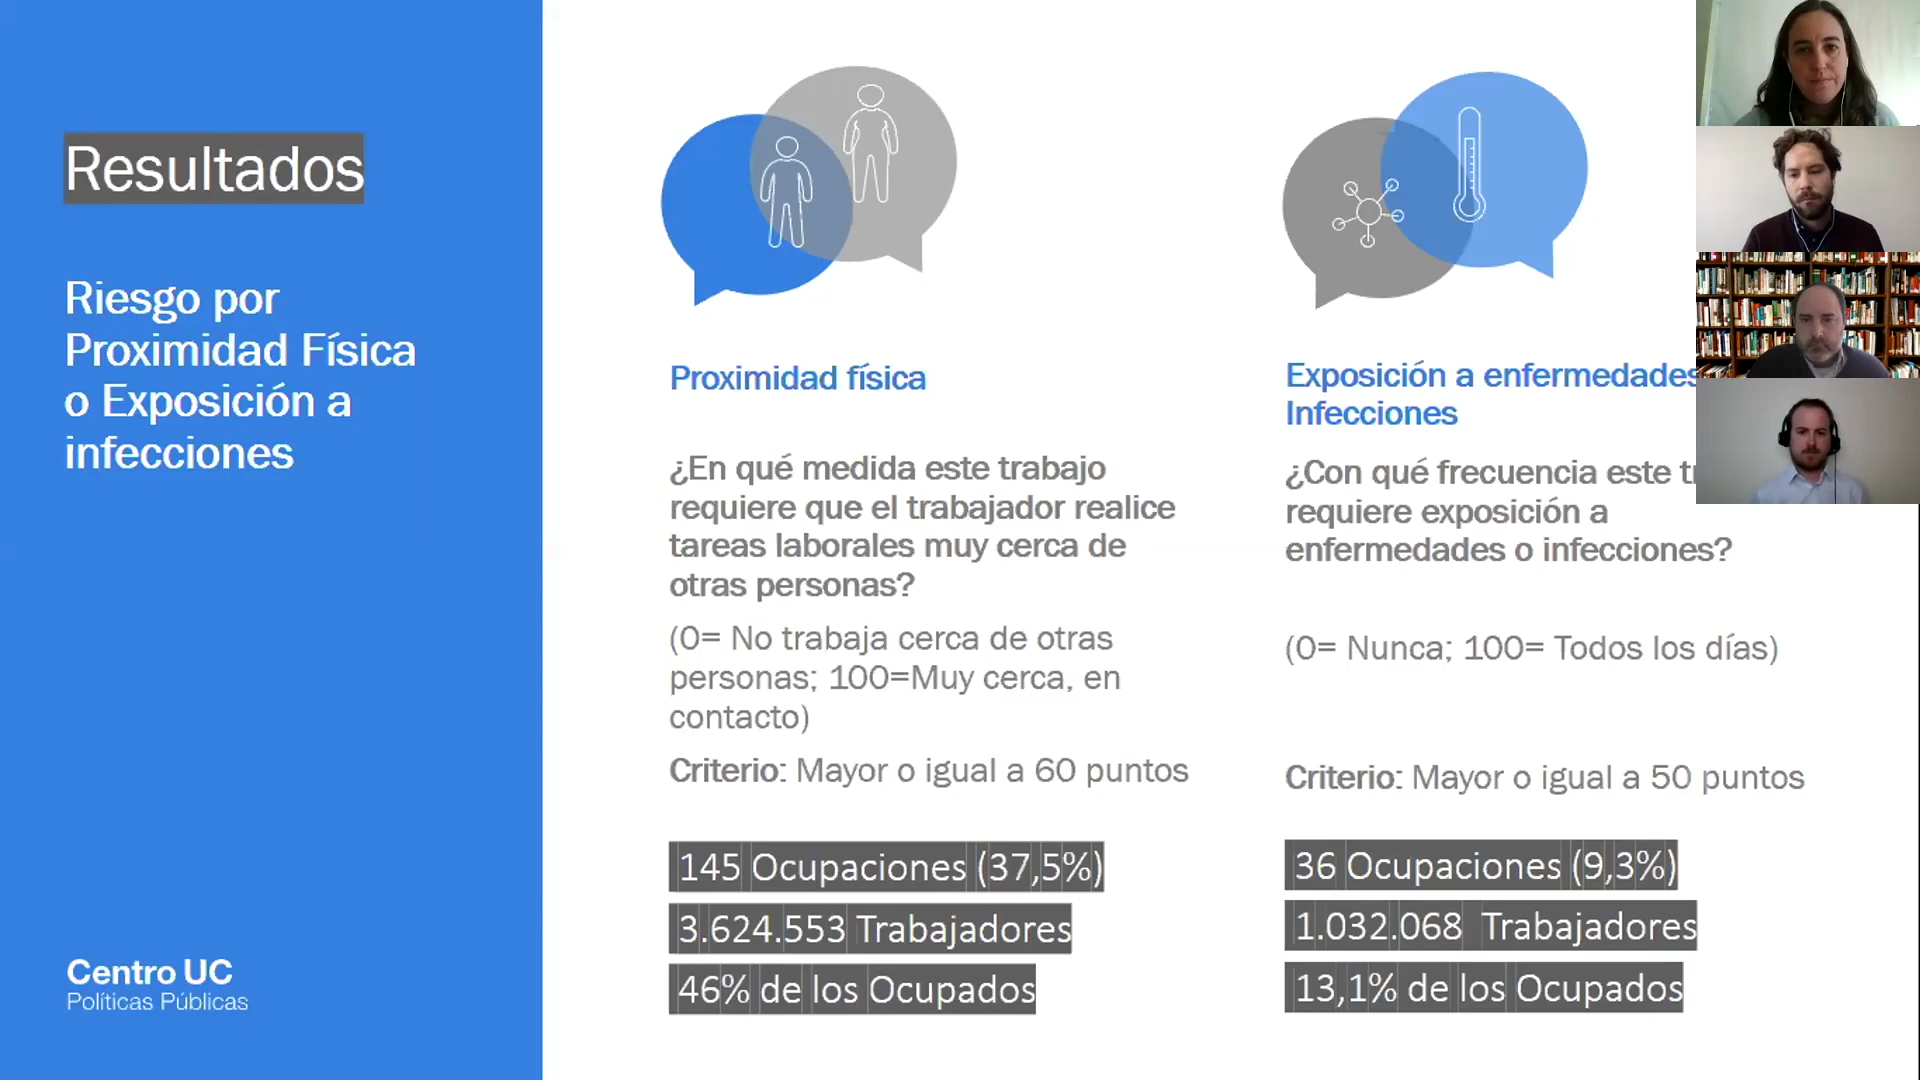 Resultados
Riesgo por
Proximidad Física
o Exposición a
infecciones
Centro UC
Políticas Públicas
Proximidad física
¿En qué medida este trabajo
requiere que el trabajador realice
tareas laborales muy cerca de
otras personas?
(0= No trabaja cerca de otras
personas; 100=Muy cerca, en
contacto)
Criterio: Mayor o igual a 60 puntos
145 Ocupaciones (37,5%)
3.624.553 Trabajadores
46% de los Ocupados
Exposición a enfermedades
Infecciones
¿Con qué frecuencia este
requiere exposición a
enfermedades o infecciones?
(0= Nunca; 100= Todos los días)
Criterio: Mayor o igual a 50 puntos
36 Ocupaciones (9,3%)
1.032.068 Trabajadores
13,1% de los Ocupados